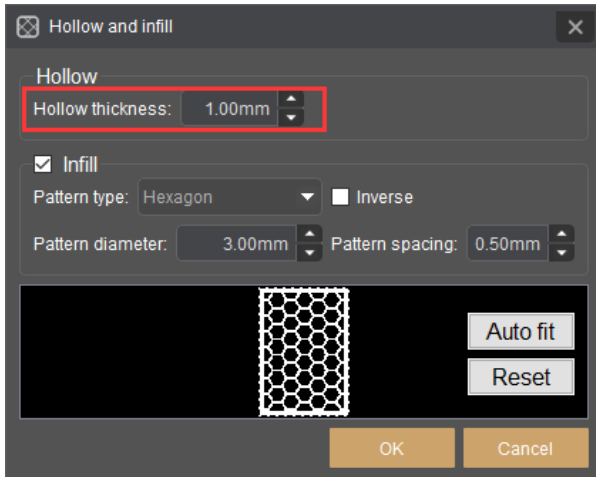 Hollow and infill
Hollow
Hollow thickness: 1.00mm
Infill
Pattern type: Hexagon Inverse
Pattern diameter: 3.00mm Pattern spacing: 0.50mm
Auto fit
Reset
OK Cancel